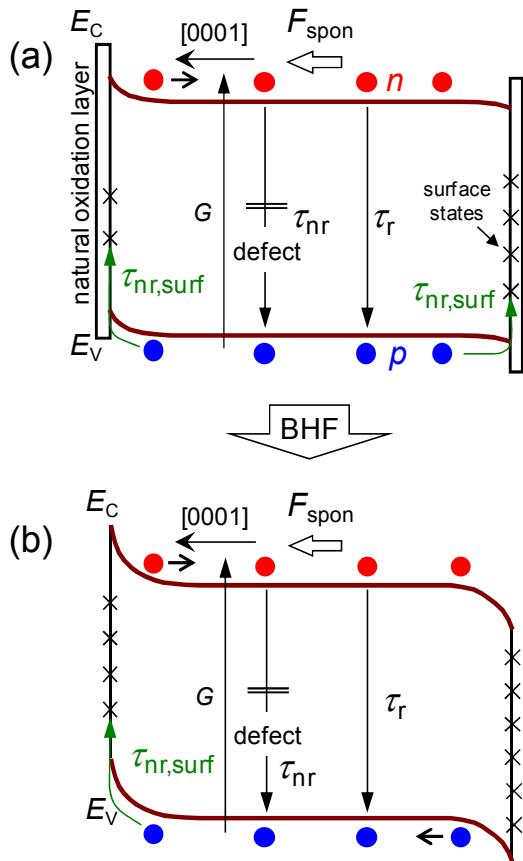 (a)
E_C
[0001]
F_spon
n
natural oxidation layer
G
τ_nr
defect
τ_r
surface
states
τ_nr,surf
τ_nr,surf
E_V
p
BHF
(b)
E_C
[0001]
F_spon
G
defect
τ_nr
τ_r
τ_nr,surf
E_V